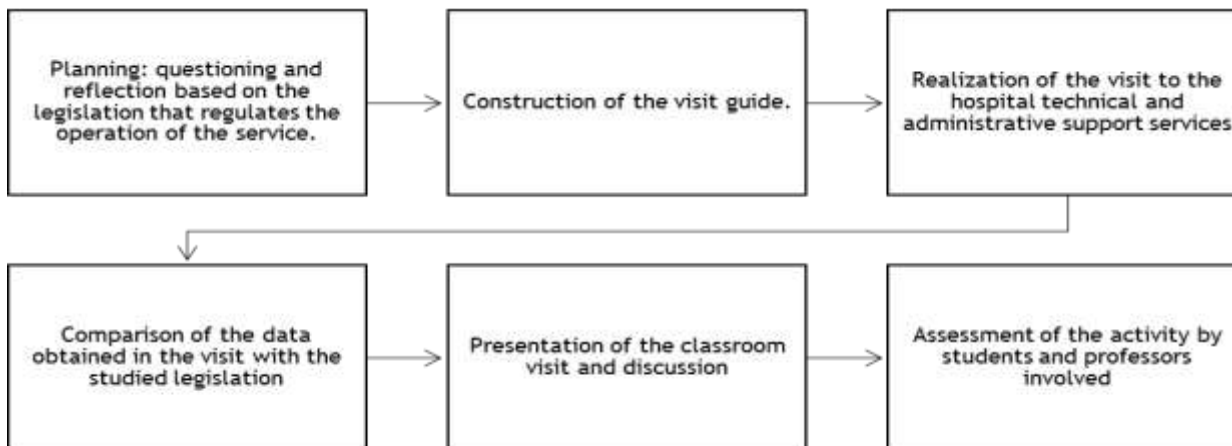 Planning: questioning and
reflection based on the
legislation that regulates the
operation of the service.
Construction of the visit guide.
Realization of the visit to the
hospital technical and
administrative support services
Comparison of the data
obtained in the visit with the
studied legislation
Presentation of the classroom
visit and discussion
Assessment of the activity by
students and professors
involved